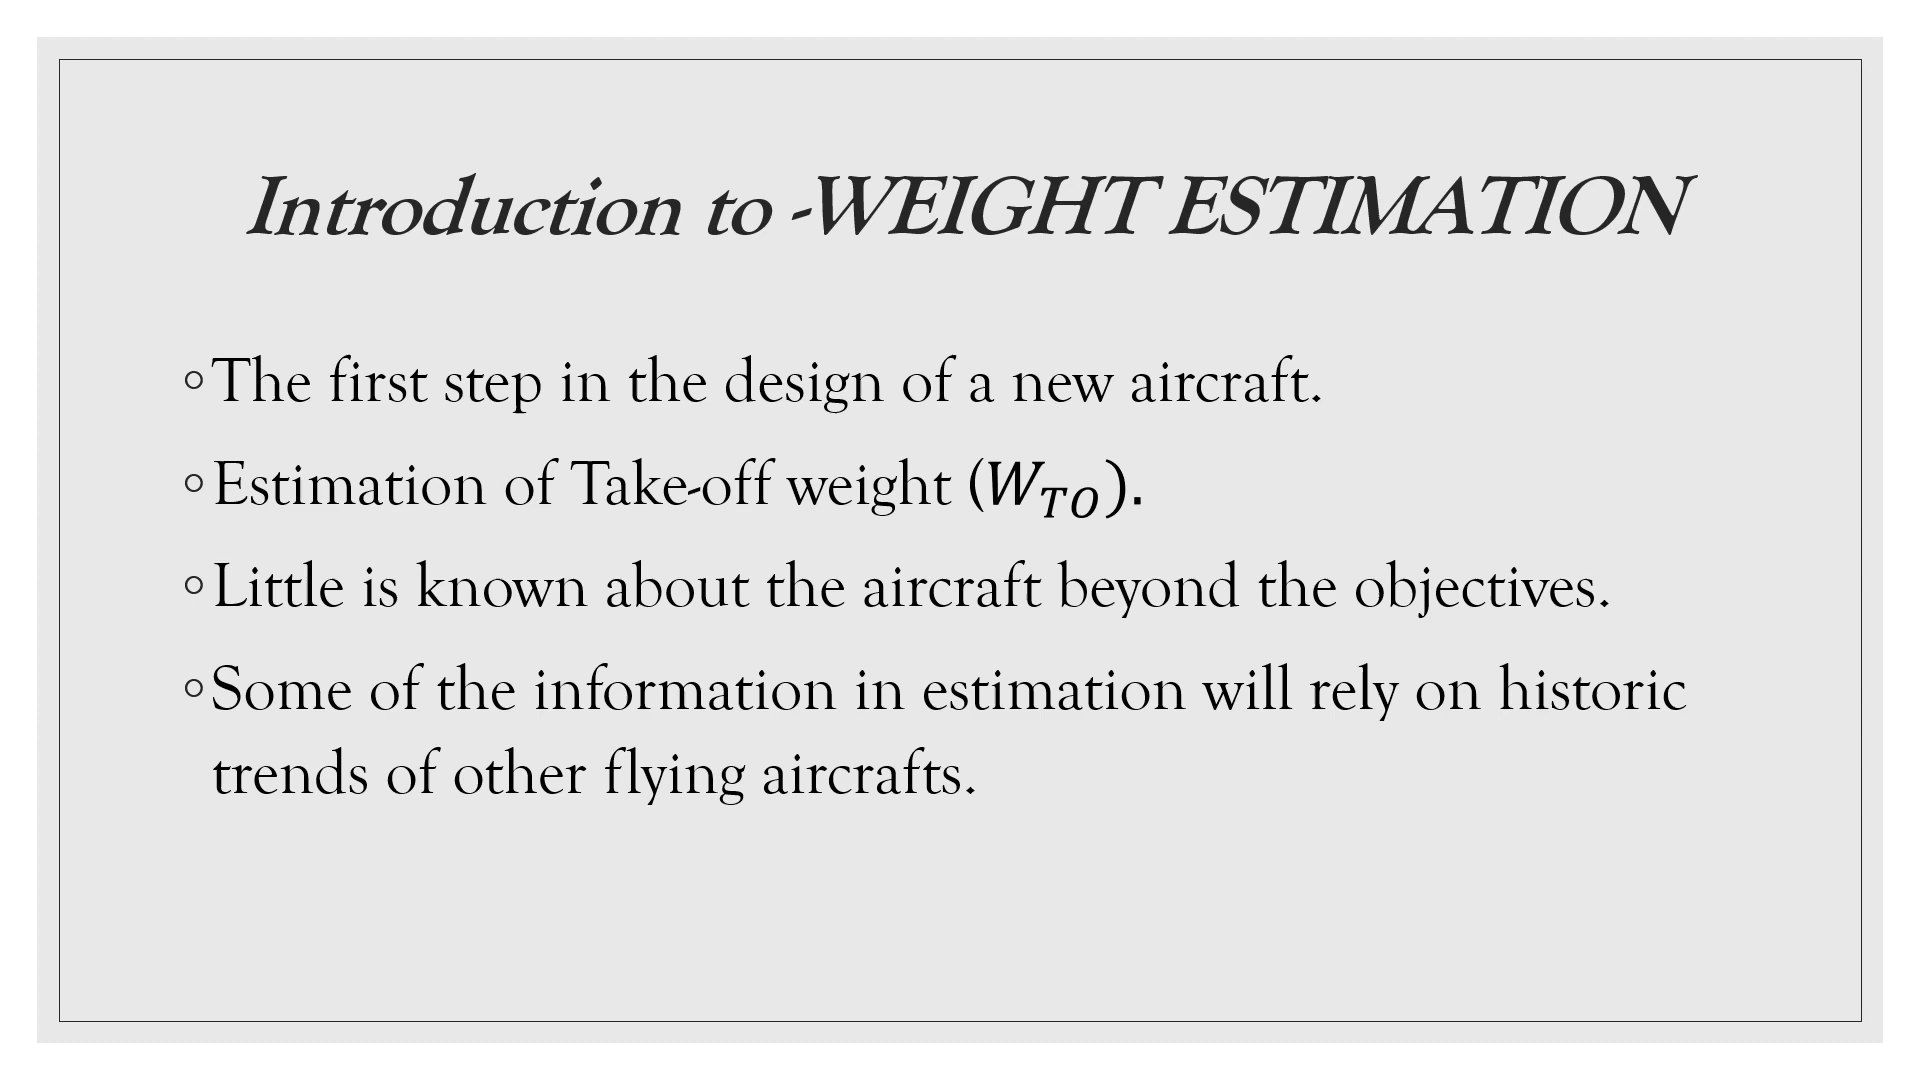 Introduction to -WEIGHT ESTIMATION
◦The first step in the design of a new aircraft.
◦Estimation of Take-off weight (𝑊𝑇𝑂).
◦Little is known about the aircraft beyond the objectives.
◦Some of the information in estimation will rely on historic
trends of other flying aircrafts.